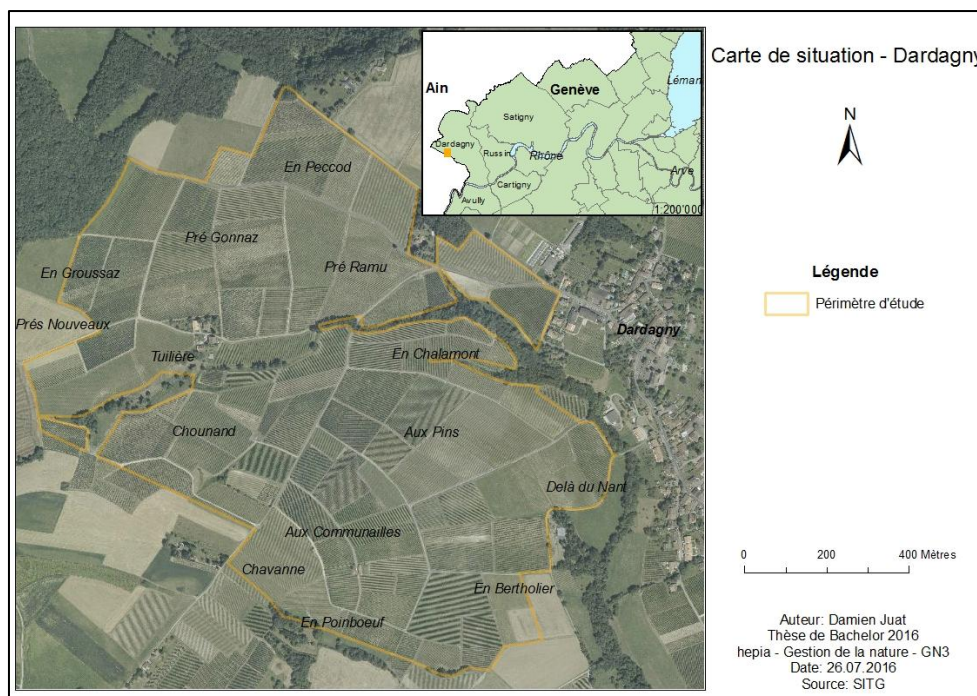 Carte de situation - Dardagny
Ain
Genève
Léman
Satigny
Dardagny
Russin
Rhône
Cartigny
Arve
Avully
1:200'000
N
En Peccod
Pré Gonnaz
Pré Ramu
En Groussaz
Prés Nouveaux
Tuilière
En Chalamont
Dardagny
Chounand
Aux Pins
Delà du Nant
Aux Communailles
Chavanne
En Bertholier
En Poinboeuf
Légende
Périmètre d'étude
0 200 400 Mètres
Auteur: Damien Juat
Thèse de Bachelor 2016
hepia - Gestion de la nature - GN3
Date: 26.07.2016
Source: SITG